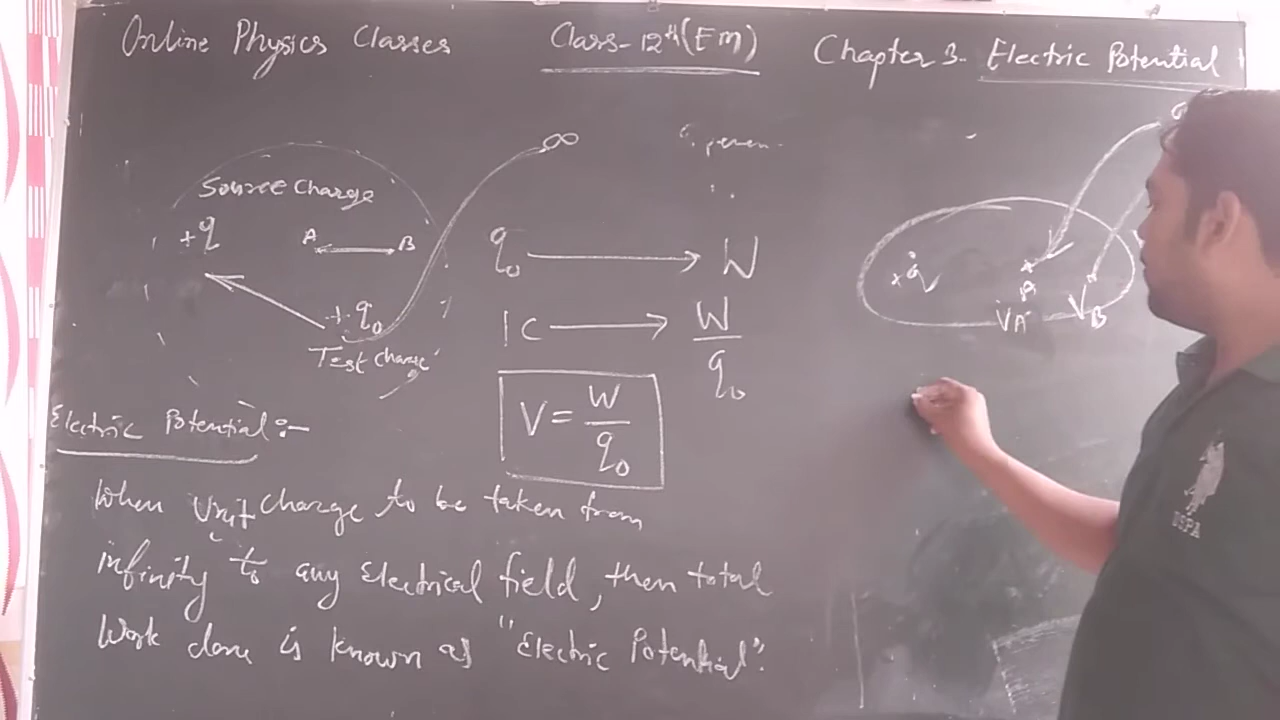 Online Physics Classes Class-12th(EM) Chapter 3. Electric Potential
∞
Source Charge
+q
A B
q₀ → W
+q₀
Test Charge
1C → W/q₀
V = W/q₀
Electric Potential:-
When Unit charge to be taken from
infinity to any Electrical field, then total
Work done is known as "Electric Potential".
A
VA VB
USPA